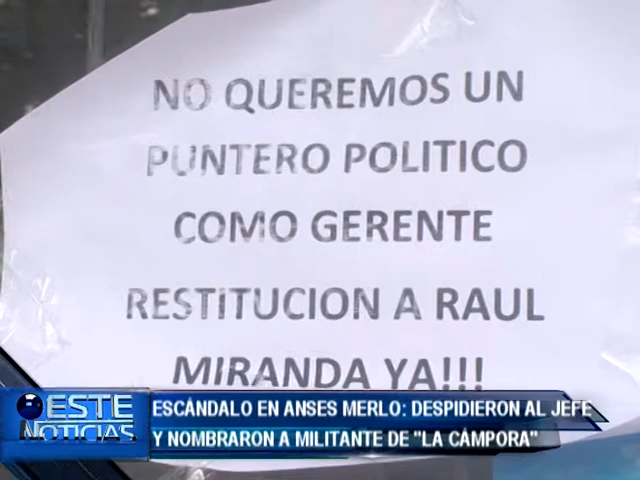 NO QUEREMOS UN
PUNTERO POLITICO
COMO GERENTE
RESTITUCION A RAUL
MIRANDA YA!!!
OESTE
NOTICIAS
ESCÁNDALO EN ANSES MERLO: DESPIDIERON AL JEFE
Y NOMBRARON A MILITANTE DE "LA CÁMPORA"